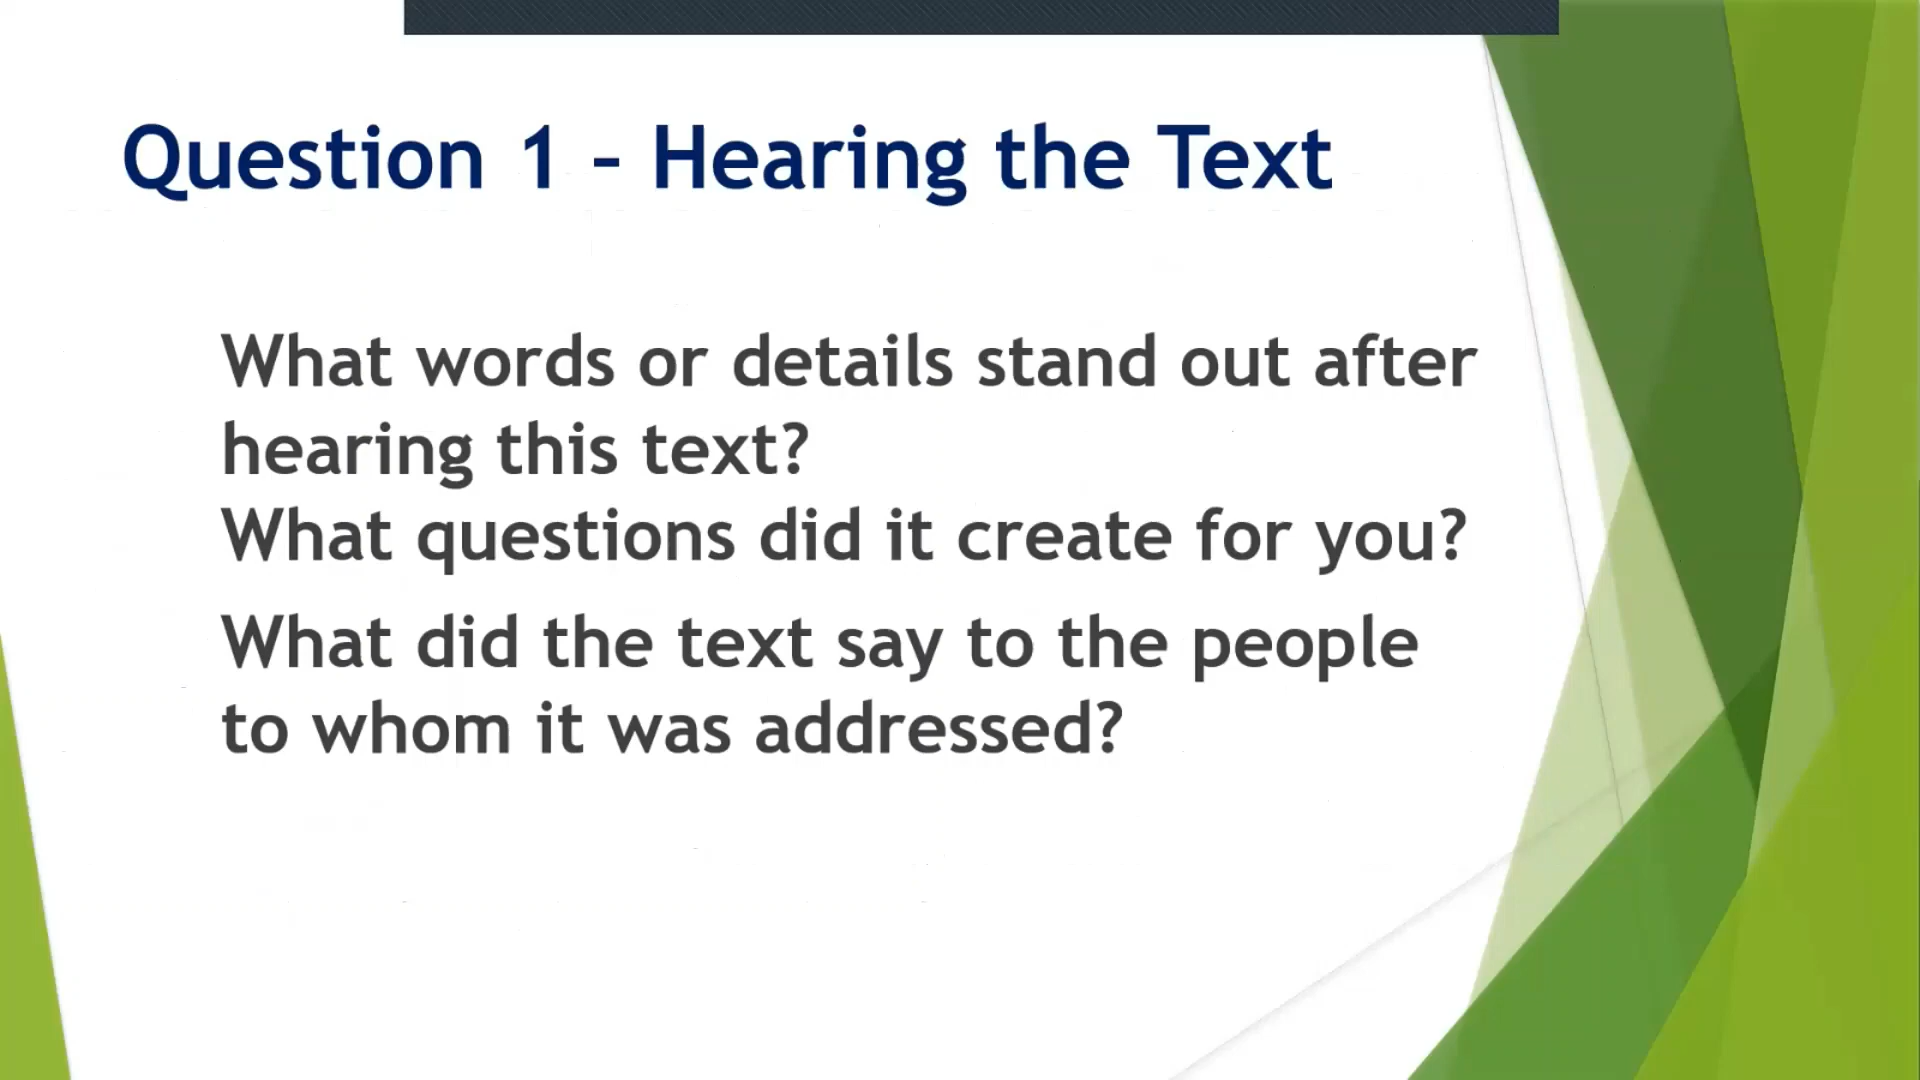 Question 1 – Hearing the Text
What words or details stand out after
hearing this text?
What questions did it create for you?
What did the text say to the people
to whom it was addressed?